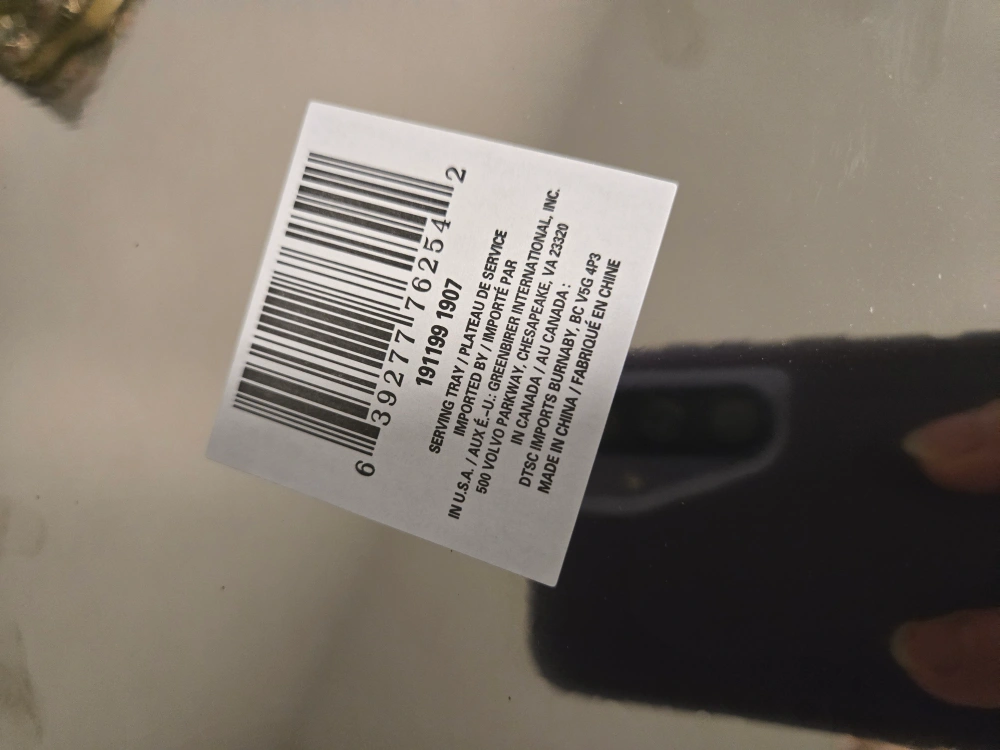 6 39277 76254 2
191199 1907
SERVING TRAY / PLATEAU DE SERVICE
IMPORTED BY / IMPORTÉ PAR
IN U.S.A. / AUX É.-U.: GREENBIRER INTERNATIONAL, INC.
500 VOLVO PARKWAY, CHESAPEAKE, VA 23320
IN CANADA / AU CANADA :
DTSC IMPORTS BURNABY, BC V5G 4P3
MADE IN CHINA / FABRIQUÉ EN CHINE